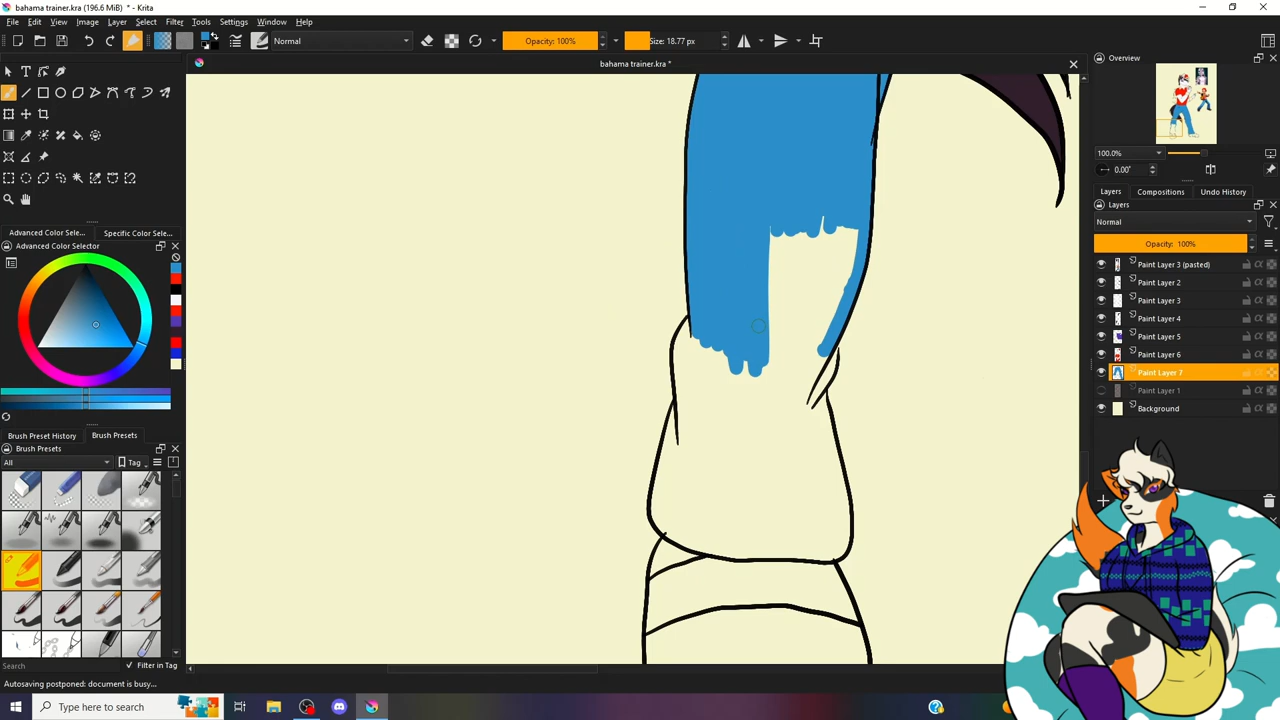 bahama trainer.kra (196.6 MiB) * - Krita
File Edit View Image Layer Select Filter Tools Settings Window Help
Normal Opacity: 100% Size: 18.77 px
bahama trainer.kra *
Overview
100.0%
0.00°
Layers Compositions Undo History
Layers
Normal
Opacity: 100%
Paint Layer 3 (pasted)
Paint Layer 2
Paint Layer 3
Paint Layer 4
Paint Layer 5
Paint Layer 6
Paint Layer 7
Paint Layer 1
Background
Advanced Color Sele... Specific Color Sele...
Advanced Color Selector
Brush Preset History Brush Presets
Brush Presets
All Tag
Search Filter in Tag
Autosaving postponed: document is busy...
Type here to search